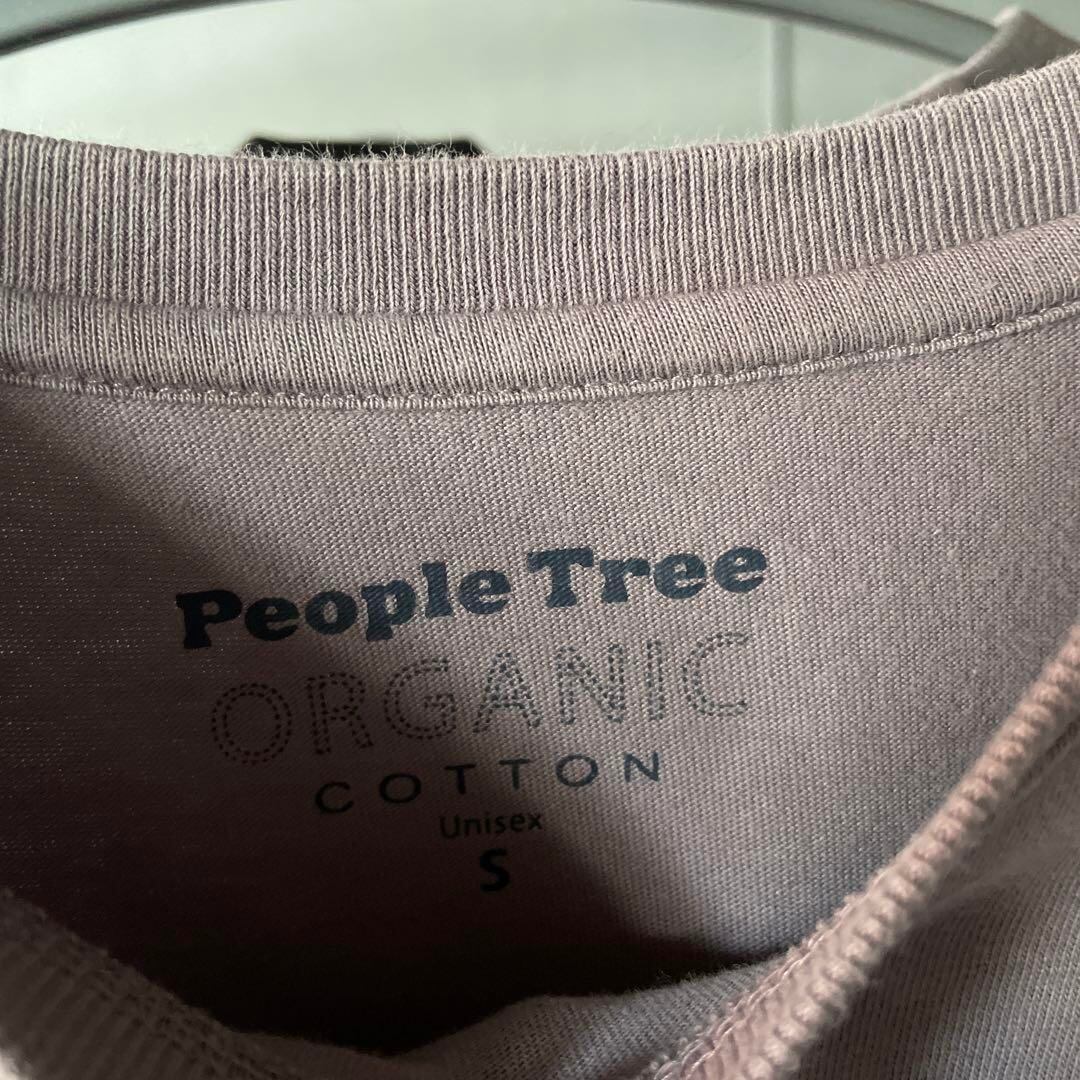 People Tree
ORGANIC
COTTON
Unisex
S